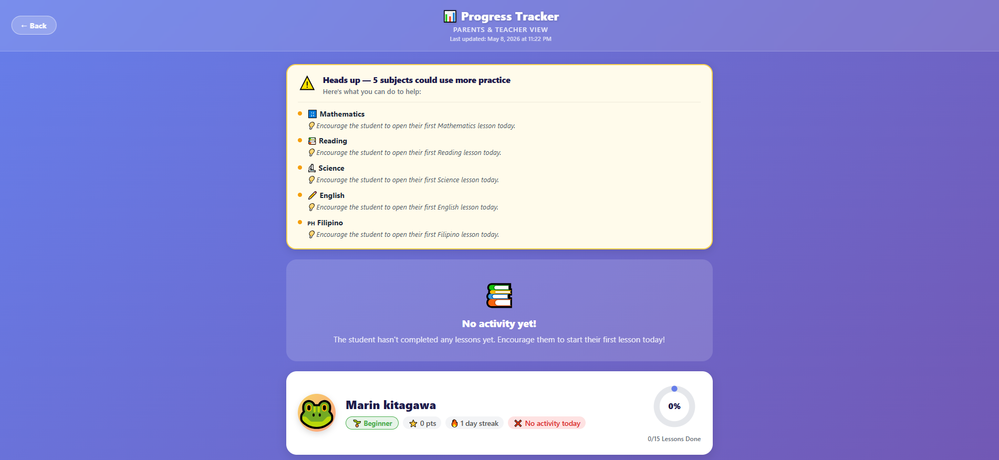 ← Back
Progress Tracker
PARENTS & TEACHER VIEW
Last updated: May 8, 2026 at 11:22 PM
Heads up — 5 subjects could use more practice
Here's what you can do to help:
Mathematics
Encourage the student to open their first Mathematics lesson today.
Reading
Encourage the student to open their first Reading lesson today.
Science
Encourage the student to open their first Science lesson today.
English
Encourage the student to open their first English lesson today.
PH Filipino
Encourage the student to open their first Filipino lesson today.
No activity yet!
The student hasn't completed any lessons yet. Encourage them to start their first lesson today!
Marin kitagawa
Beginner
0 pts
1 day streak
No activity today
0%
0/15 Lessons Done